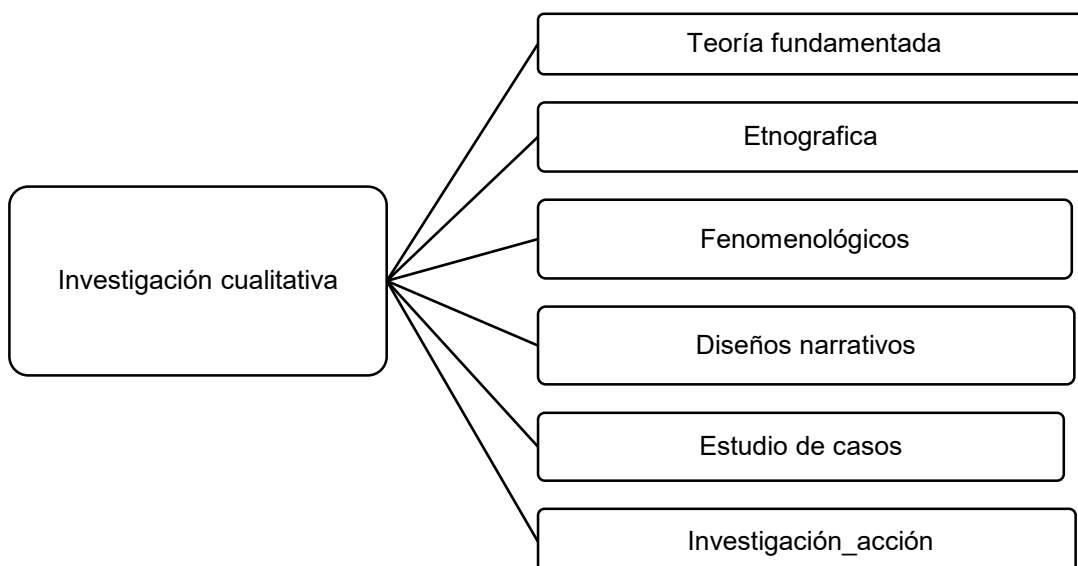 Teoría fundamentada
Etnografica
Fenomenológicos
Investigación cualitativa
Diseños narrativos
Estudio de casos
Investigación_acción